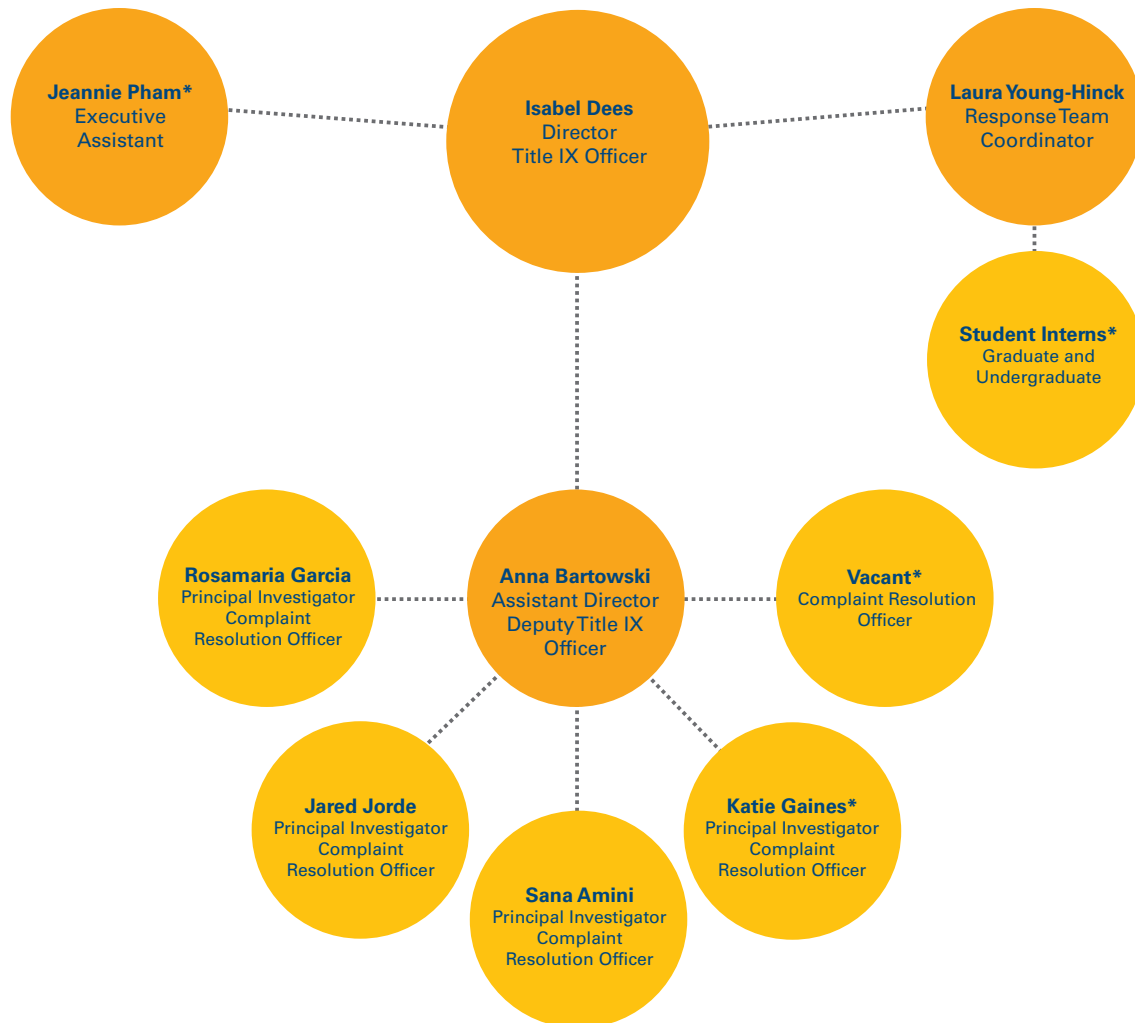 Jeannie Pham*
Executive
Assistant
Isabel Dees
Director
Title IX Officer
Laura Young-Hinck
Response Team
Coordinator
Student Interns*
Graduate and
Undergraduate
Rosamaria Garcia
Principal Investigator
Complaint
Resolution Officer
Anna Bartowski
Assistant Director
Deputy Title IX
Officer
Vacant*
Complaint Resolution
Officer
Jared Jorde
Principal Investigator
Complaint
Resolution Officer
Sana Amini
Principal Investigator
Complaint
Resolution Officer
Katie Gaines*
Principal Investigator
Complaint
Resolution Officer